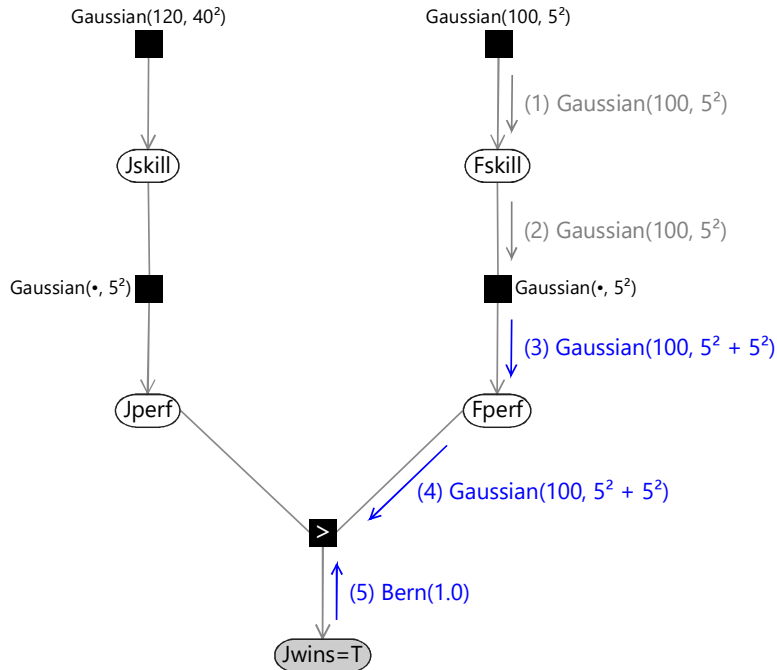 Gaussian(120, 40²)
Gaussian(100, 5²)
(1) Gaussian(100, 5²)
Jskill
Fskill
(2) Gaussian(100, 5²)
Gaussian(•, 5²)
Gaussian(•, 5²)
(3) Gaussian(100, 5² + 5²)
Jperf
Fperf
(4) Gaussian(100, 5² + 5²)
>
(5) Bern(1.0)
Jwins=T